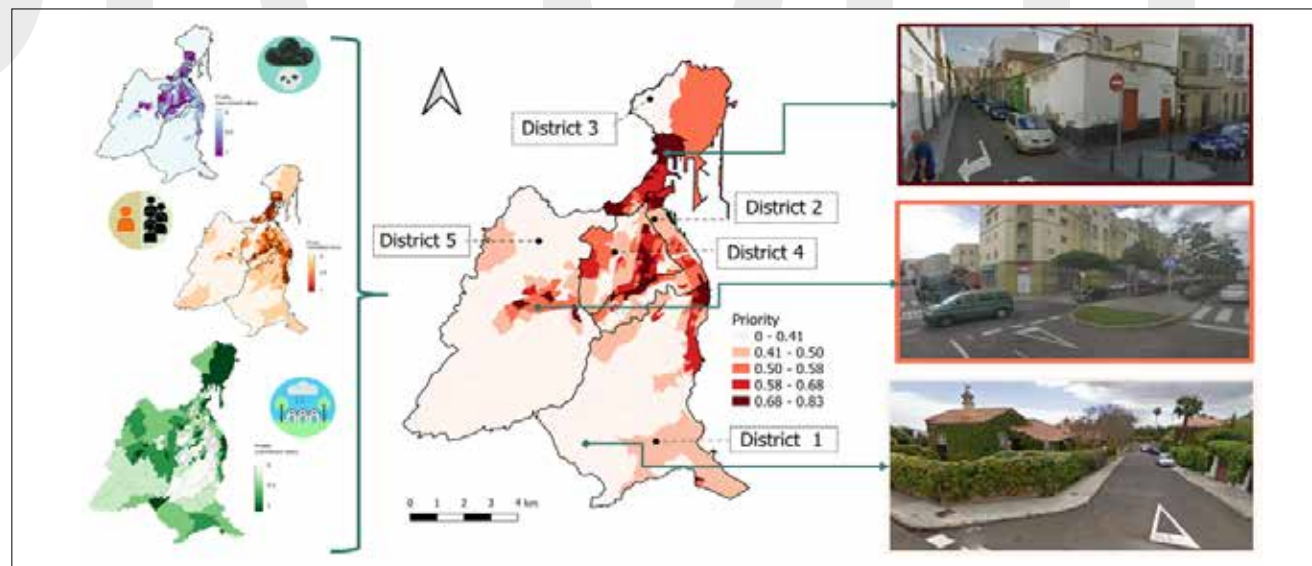 District 3
District 2
District 5
District 4
Priority
0 - 0.41
0.41 - 0.50
0.50 - 0.58
0.58 - 0.68
0.68 - 0.83
District 1
0 1 2 3 4 km